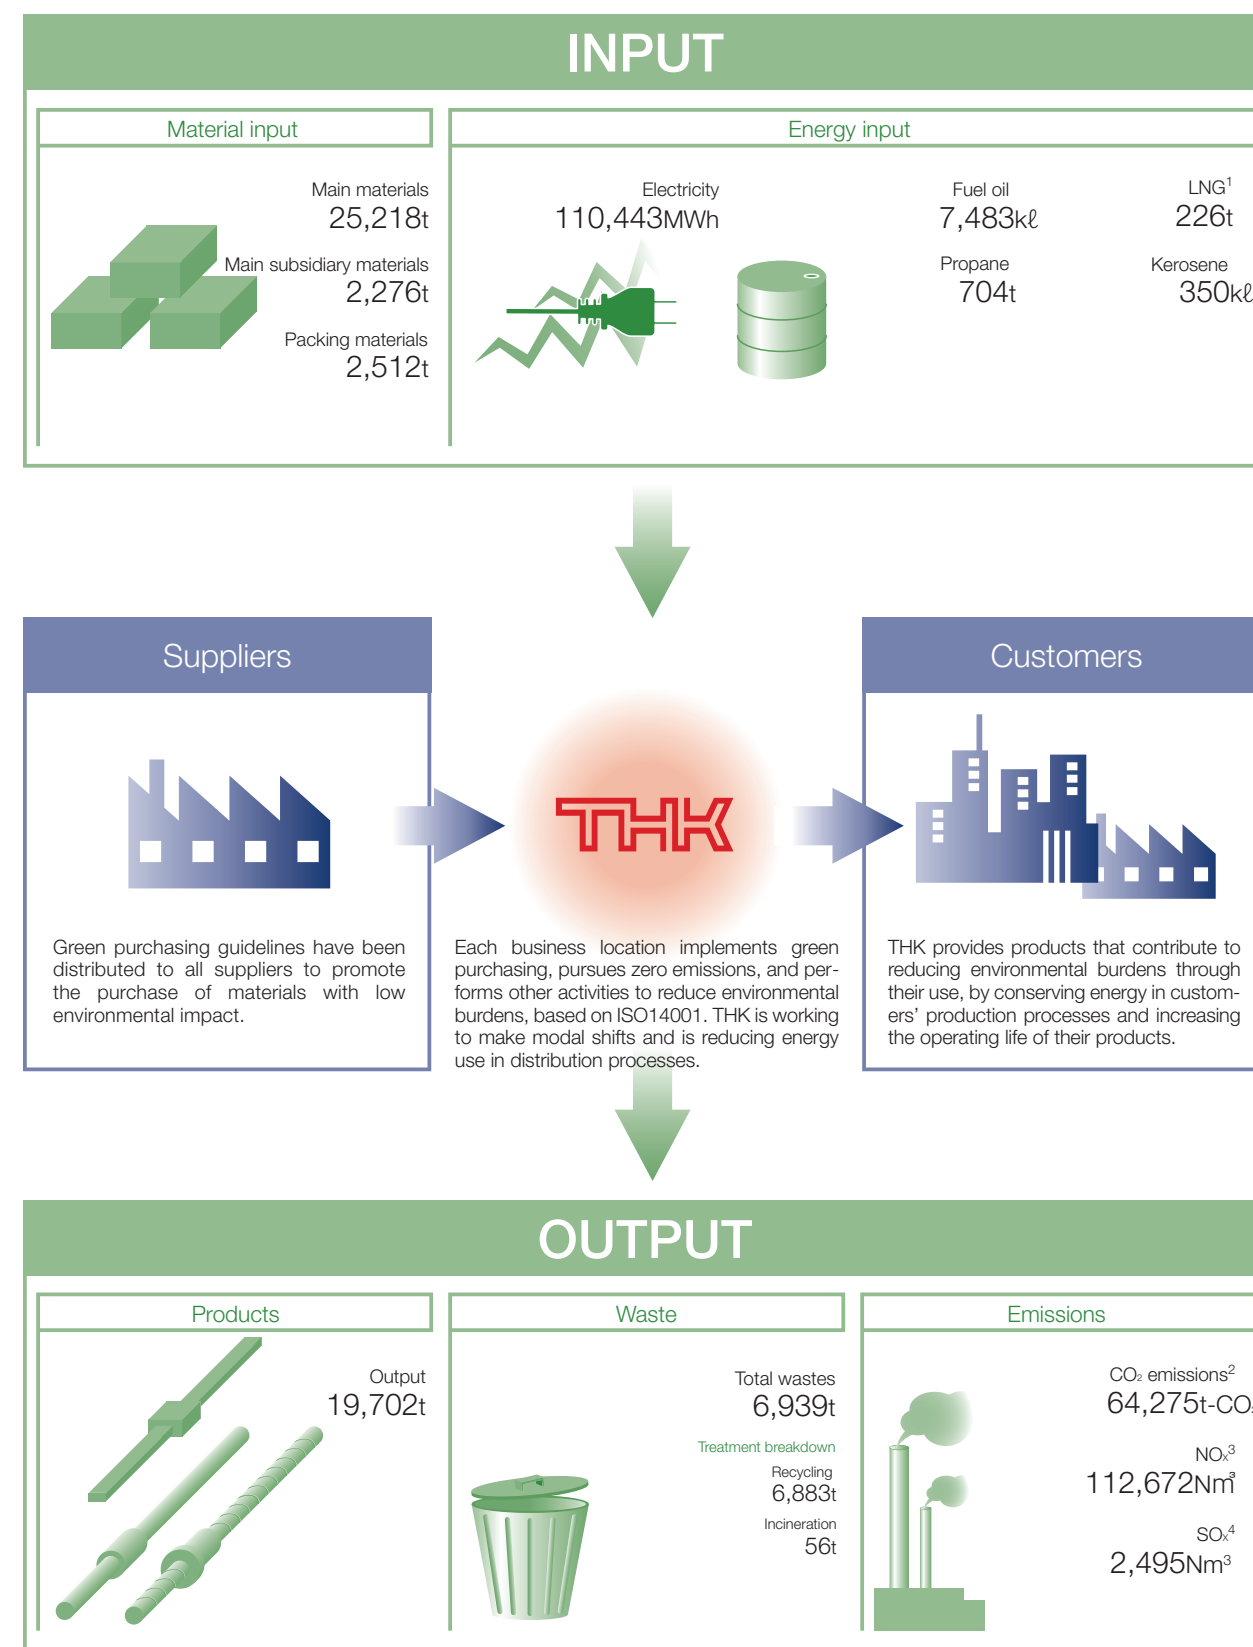 INPUT
Material input
Main materials
25,218t
Main subsidiary materials
2,276t
Packing materials
2,512t
Energy input
Electricity
110,443MWh
Fuel oil
7,483kℓ
LNG¹
226t
Propane
704t
Kerosene
350kℓ
Suppliers
Green purchasing guidelines have been
distributed to all suppliers to promote
the purchase of materials with low
environmental impact.
THK
Each business location implements green
purchasing, pursues zero emissions, and per-
forms other activities to reduce environmental
burdens, based on ISO14001. THK is working
to make modal shifts and is reducing energy
use in distribution processes.
Customers
THK provides products that contribute to
reducing environmental burdens through
their use, by conserving energy in custom-
ers’ production processes and increasing
the operating life of their products.
OUTPUT
Products
Output
19,702t
Waste
Total wastes
6,939t
Treatment breakdown
Recycling
6,883t
Incineration
56t
Emissions
CO₂ emissions²
64,275t-CO₂
NOx³
112,672Nm³
SOx⁴
2,495Nm³